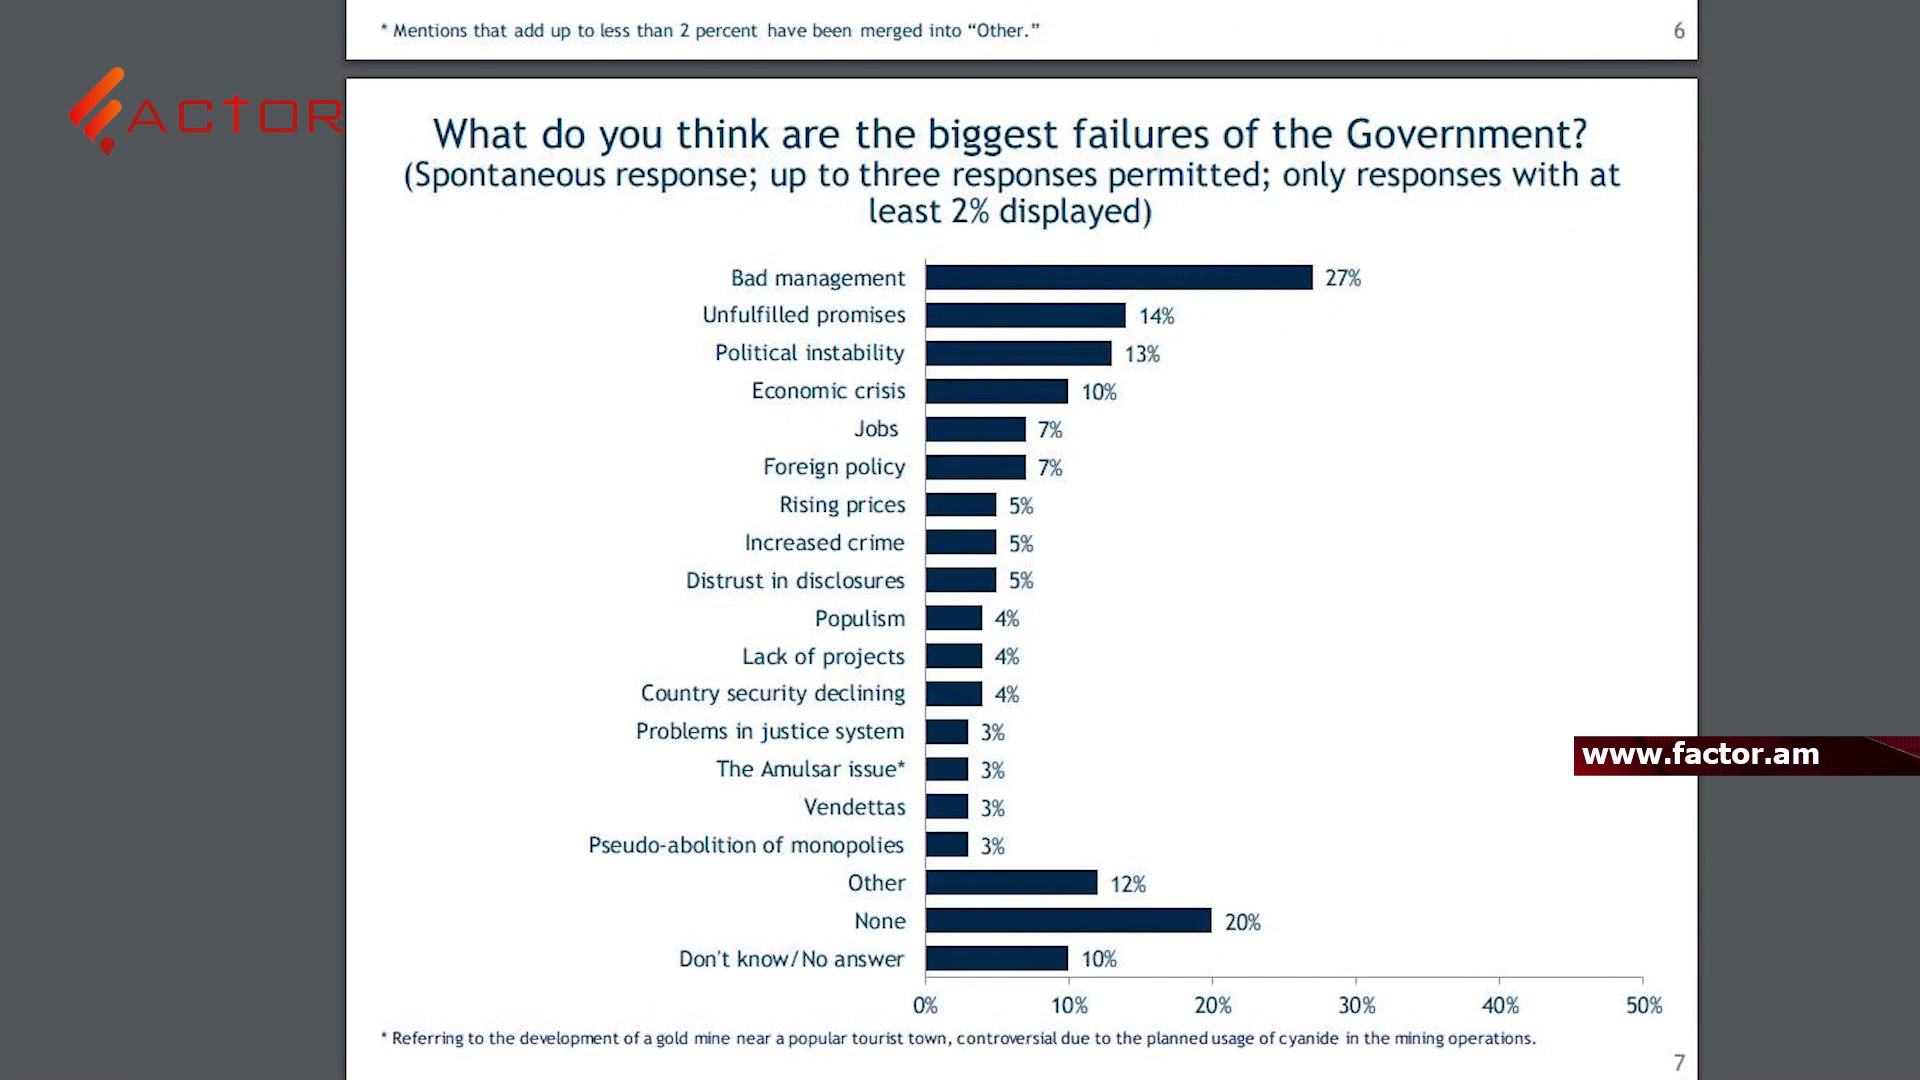 * Mentions that add up to less than 2 percent have been merged into “Other.”
6
ACTOR
What do you think are the biggest failures of the Government?
(Spontaneous response; up to three responses permitted; only responses with at
least 2% displayed)
Bad management 27%
Unfulfilled promises 14%
Political instability 13%
Economic crisis 10%
Jobs 7%
Foreign policy 7%
Rising prices 5%
Increased crime 5%
Distrust in disclosures 5%
Populism 4%
Lack of projects 4%
Country security declining 4%
Problems in justice system 3%
www.factor.am
The Amulsar issue* 3%
Vendettas 3%
Pseudo-abolition of monopolies 3%
Other 12%
None 20%
Don't know/No answer 10%
0% 10% 20% 30% 40% 50%
* Referring to the development of a gold mine near a popular tourist town, controversial due to the planned usage of cyanide in the mining operations.
7